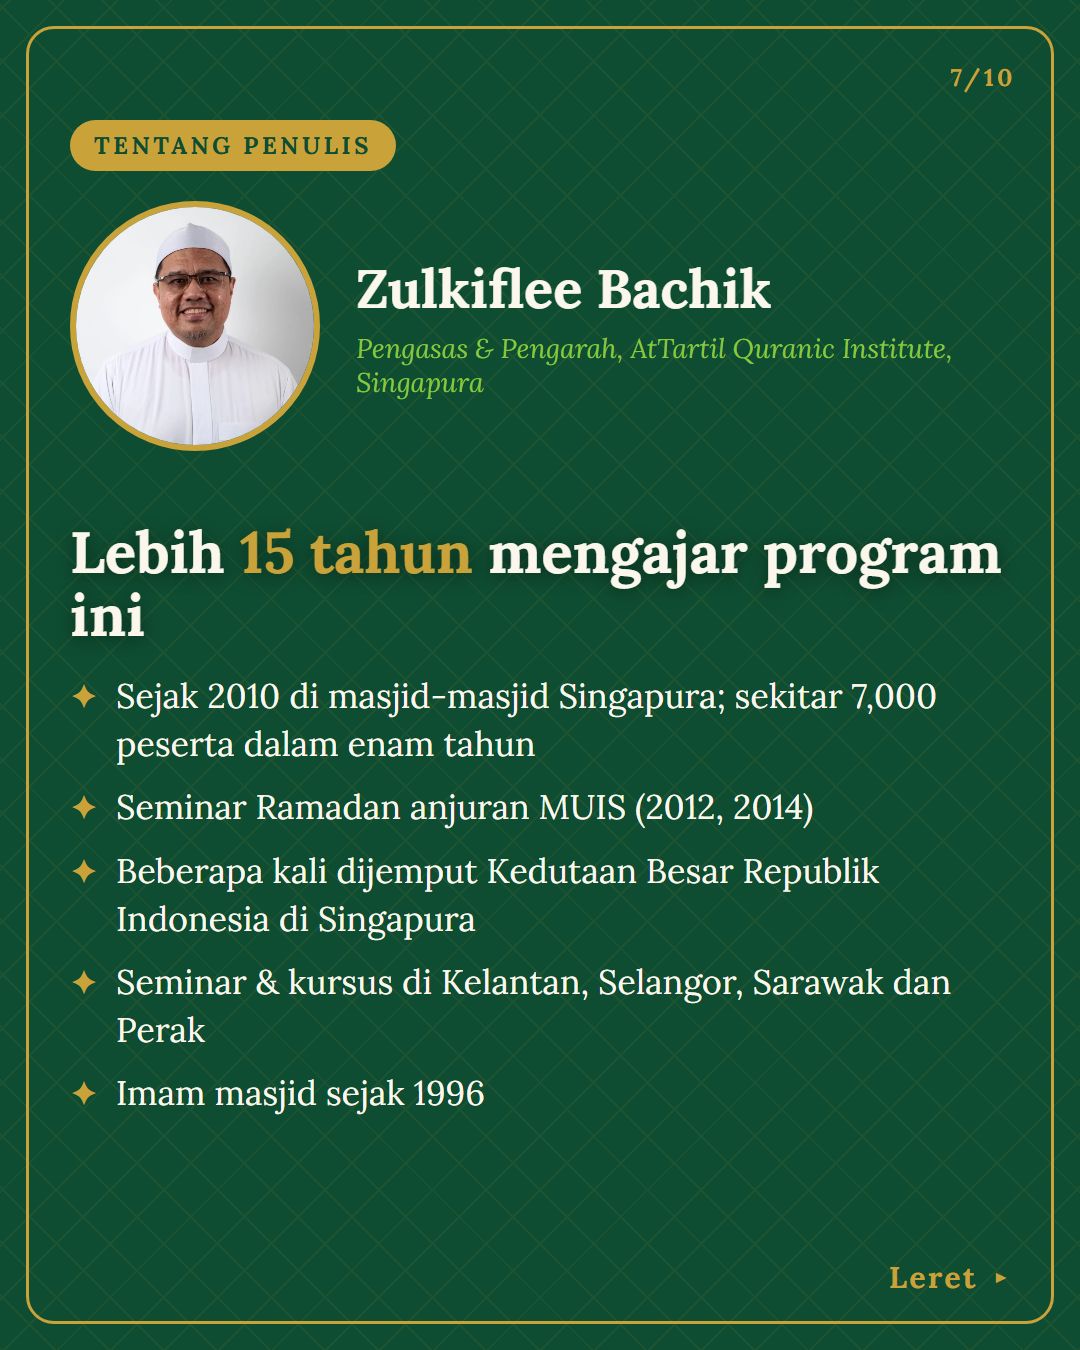 7/10
TENTANG PENULIS
Zulkiflee Bachik
Pengasas & Pengarah, AtTartil Quranic Institute,
Singapura
Lebih 15 tahun mengajar program
ini
✦ Sejak 2010 di masjid-masjid Singapura; sekitar 7,000
peserta dalam enam tahun
✦ Seminar Ramadan anjuran MUIS (2012, 2014)
✦ Beberapa kali dijemput Kedutaan Besar Republik
Indonesia di Singapura
✦ Seminar & kursus di Kelantan, Selangor, Sarawak dan
Perak
✦ Imam masjid sejak 1996
Leret ▸